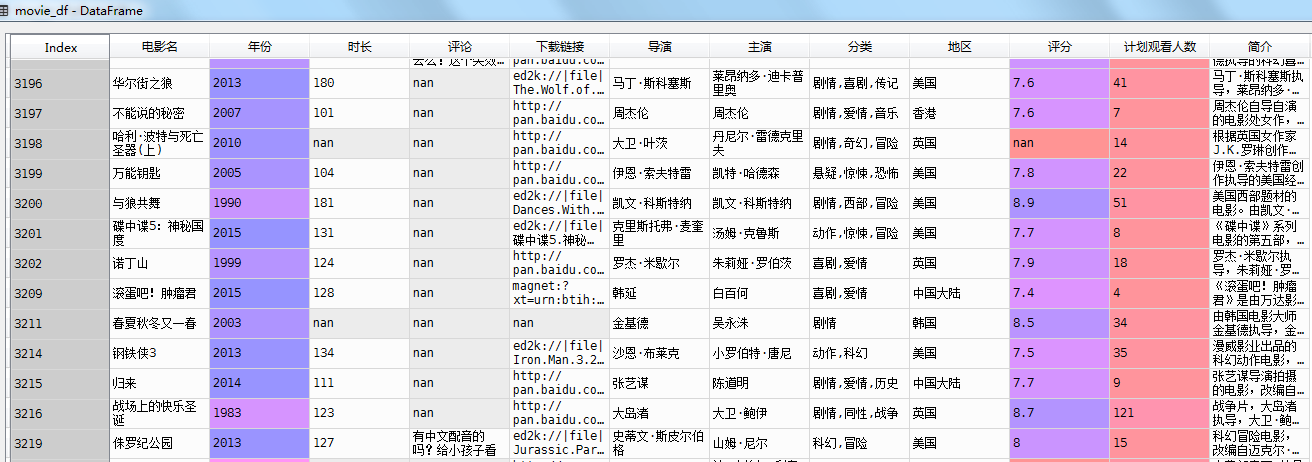 movie_df - DataFrame
Index 电影名 年份 时长 评论 下载链接 导演 主演 分类 地区 评分 计划观看人数 简介
pan.baidu.co…
3196 华尔街之狼 2013 180 nan ed2k://|file| The.Wolf.of.… 马丁·斯科塞斯 莱昂纳多·迪卡普里奥 剧情,喜剧,传记 美国 7.6 41 马丁·斯科塞斯执导，莱昂纳多·…
3197 不能说的秘密 2007 101 nan http:// pan.baidu.co… 周杰伦 周杰伦 剧情,爱情,音乐 香港 7.6 7 周杰伦自导自演的电影处女作，…
3198 哈利·波特与死亡圣器(上) 2010 nan nan http:// pan.baidu.co… 大卫·叶茨 丹尼尔·雷德克里夫 剧情,奇幻,冒险 英国 nan 14 根据英国女作家J.K.罗琳创作…
3199 万能钥匙 2005 104 nan http:// pan.baidu.co… 伊恩·索夫特雷 凯特·哈德森 悬疑,惊悚,恐怖 美国 7.8 22 伊恩·索夫特雷创作执导的美国经…
3200 与狼共舞 1990 181 nan ed2k://|file| Dances.With.… 凯文·科斯特纳 凯文·科斯特纳 剧情,西部,冒险 美国 8.9 51 美国西部题材的电影。由凯文·…
3201 碟中谍5：神秘国度 2015 131 nan ed2k://|file| 碟中谍5.神秘… 克里斯托弗·麦奎里 汤姆·克鲁斯 动作,惊悚,冒险 美国 7.7 8 《碟中谍》系列电影的第五部，…
3202 诺丁山 1999 124 nan http:// pan.baidu.co… 罗杰·米歇尔 朱莉娅·罗伯茨 喜剧,爱情 英国 7.9 18 罗杰·米歇尔执导，朱莉娅·罗…
3209 滚蛋吧！肿瘤君 2015 128 nan magnet:? xt=urn:btih:… 韩延 白百何 喜剧,爱情 中国大陆 7.4 4 《滚蛋吧！肿瘤君》是由万达影…
3211 春夏秋冬又一春 2003 nan nan nan 金基德 吴永洙 剧情 韩国 8.5 34 由韩国电影大师金基德执导，金…
3214 钢铁侠3 2013 134 nan ed2k://|file| Iron.Man.3.2… 沙恩·布莱克 小罗伯特·唐尼 动作,科幻 美国 7.5 35 漫威影业出品的科幻动作电影，…
3215 归来 2014 111 nan http:// pan.baidu.co… 张艺谋 陈道明 剧情,爱情,历史 中国大陆 7.7 9 张艺谋导演拍摄的电影，改编自…
3216 战场上的快乐圣诞 1983 123 nan http:// pan.baidu.co… 大岛渚 大卫·鲍伊 剧情,同性,战争 英国 8.7 121 战争片，大岛渚执导，大卫·鲍…
3219 侏罗纪公园 2013 127 有中文配音的吗？给小孩子看 ed2k://|file| Jurassic.Par… 史蒂文·斯皮尔伯格 山姆·尼尔 科幻,冒险 美国 8 15 科幻冒险电影，改编自迈克尔·…